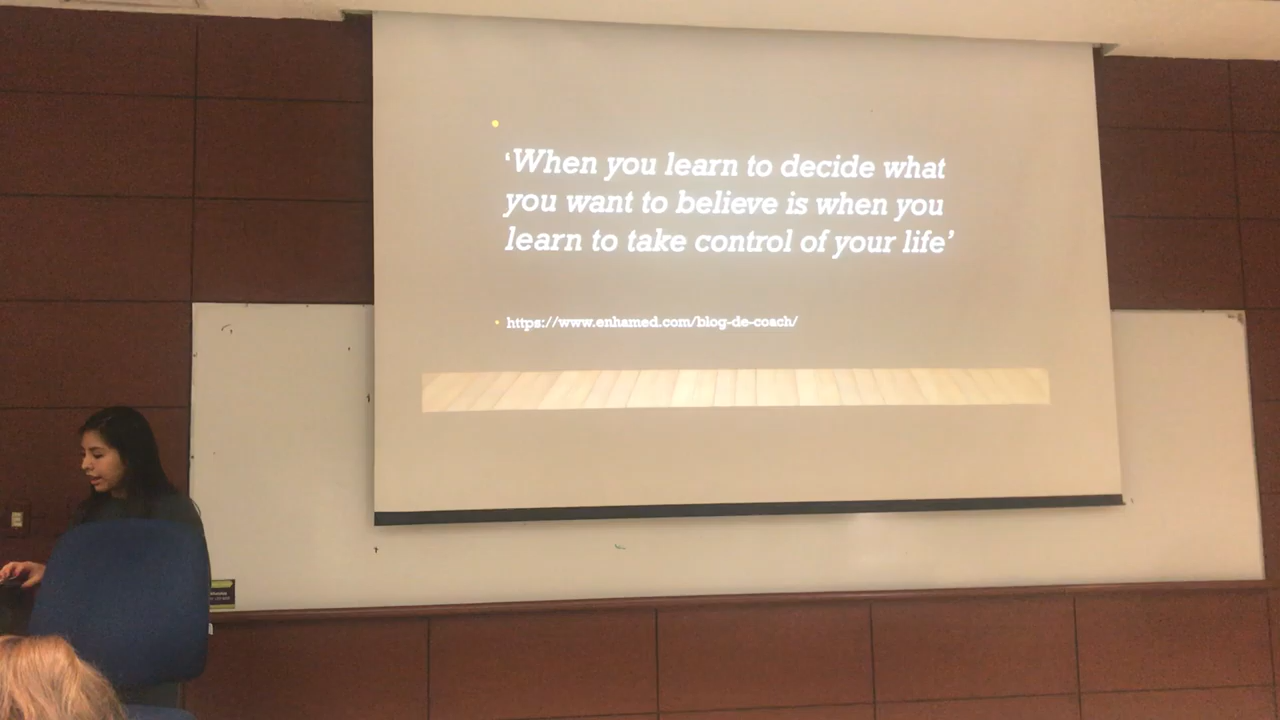 ‘When you learn to decide what
you want to believe is when you
learn to take control of your life’
https://www.enhamed.com/blog-de-coach/